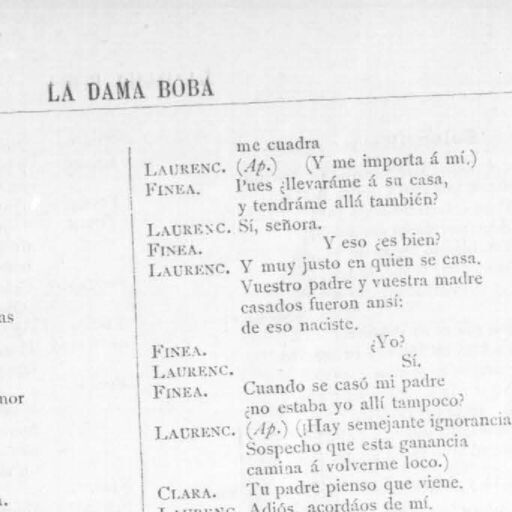 LA DAMA BOBA
me cuadra
LAURENC. (Ap.) (Y me importa á mí.)
FINEA. Pues ¿llevaráme á su casa,
y tendráme allá también?
LAURENC. Sí, señora.
FINEA. Y eso ¿es bien?
LAURENC. Y muy justo en quien se casa.
Vuestro padre y vuestra madre
casados fueron ansí:
de eso naciste.
FINEA. ¿Yo?
LAURENC. Sí.
FINEA. Cuando se casó mi padre
¿no estaba yo allí tampoco?
LAURENC. (Ap.) (¡Hay semejante ignorancia
Sospecho que esta ganancia
camina á volverme loco.)
CLARA. Tu padre pienso que viene.
LAURENC. Adiós, acordáos de mí.